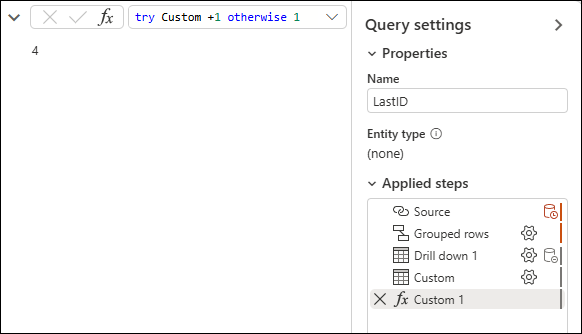 fx try Custom +1 otherwise 1
4
Query settings
Properties
Name
LastID
Entity type
(none)
Applied steps
Source
Grouped rows
Drill down 1
Custom
fx Custom 1